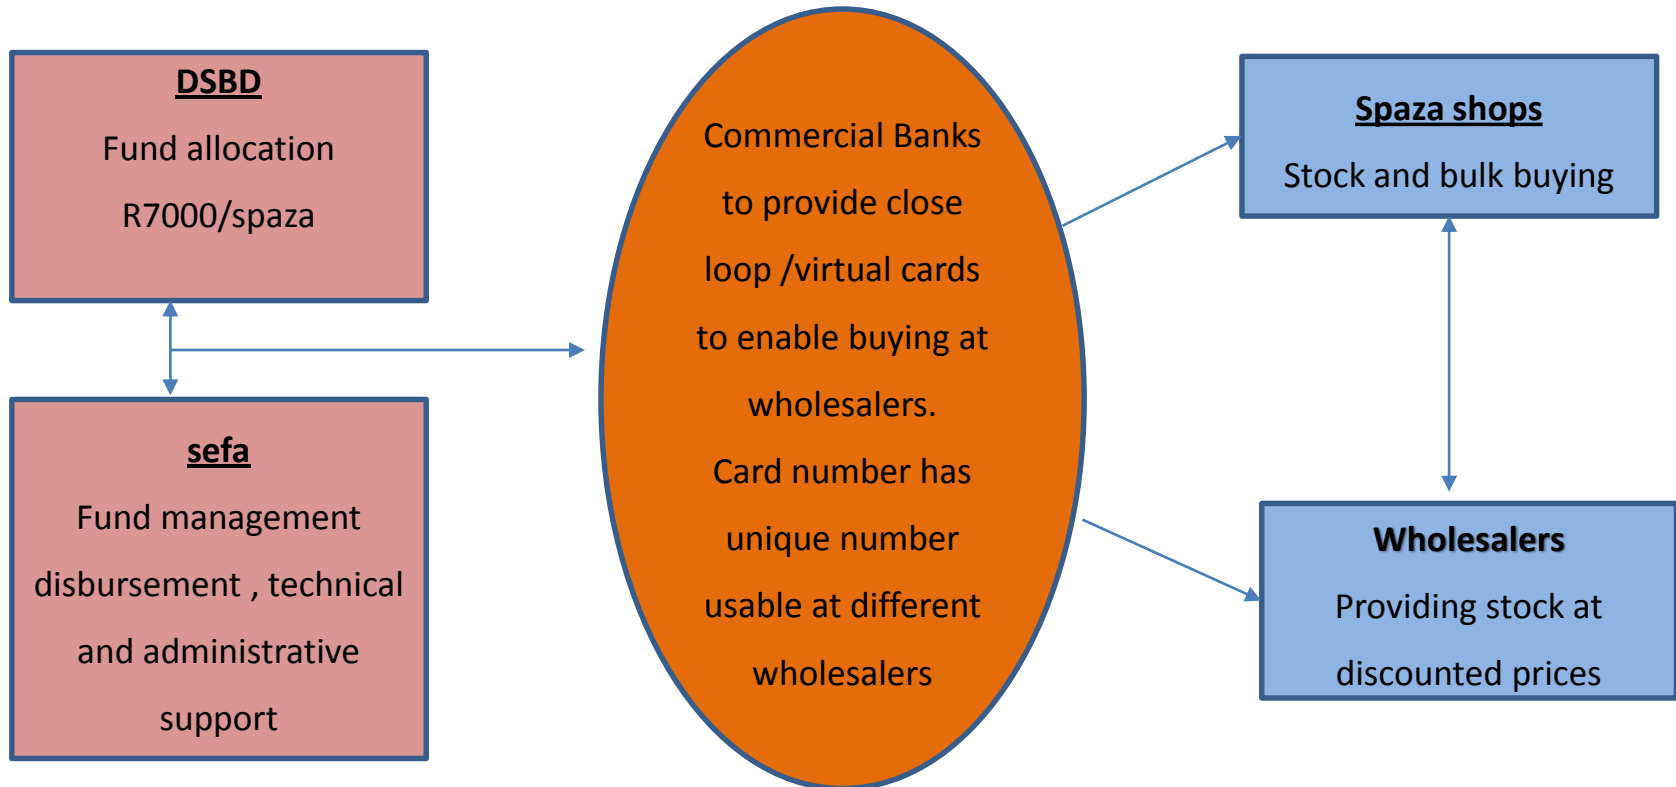 DSBD
Fund allocation
R7000/spaza
sefa
Fund management
disbursement , technical
and administrative
support
Commercial Banks
to provide close
loop /virtual cards
to enable buying at
wholesalers.
Card number has
unique number
usable at different
wholesalers
Spaza shops
Stock and bulk buying
Wholesalers
Providing stock at
discounted prices